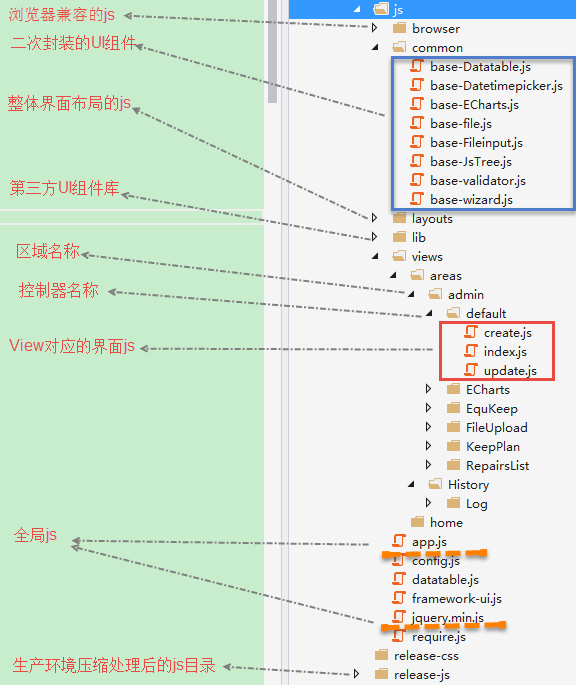 浏览器兼容的js
二次封装的UI组件
整体界面布局的js
第三方UI组件库
区域名称
控制器名称
View对应的界面js
全局js
生产环境压缩处理后的js目录
js
browser
common
base-Datatable.js
base-Datetimepicker.js
base-ECharts.js
base-file.js
base-Fileinput.js
base-JsTree.js
base-validator.js
base-wizard.js
layouts
lib
views
areas
admin
default
create.js
index.js
update.js
ECharts
EquKeep
FileUpload
KeepPlan
RepairsList
History
Log
home
app.js
config.js
datatable.js
framework-ui.js
jquery.min.js
require.js
release-css
release-js